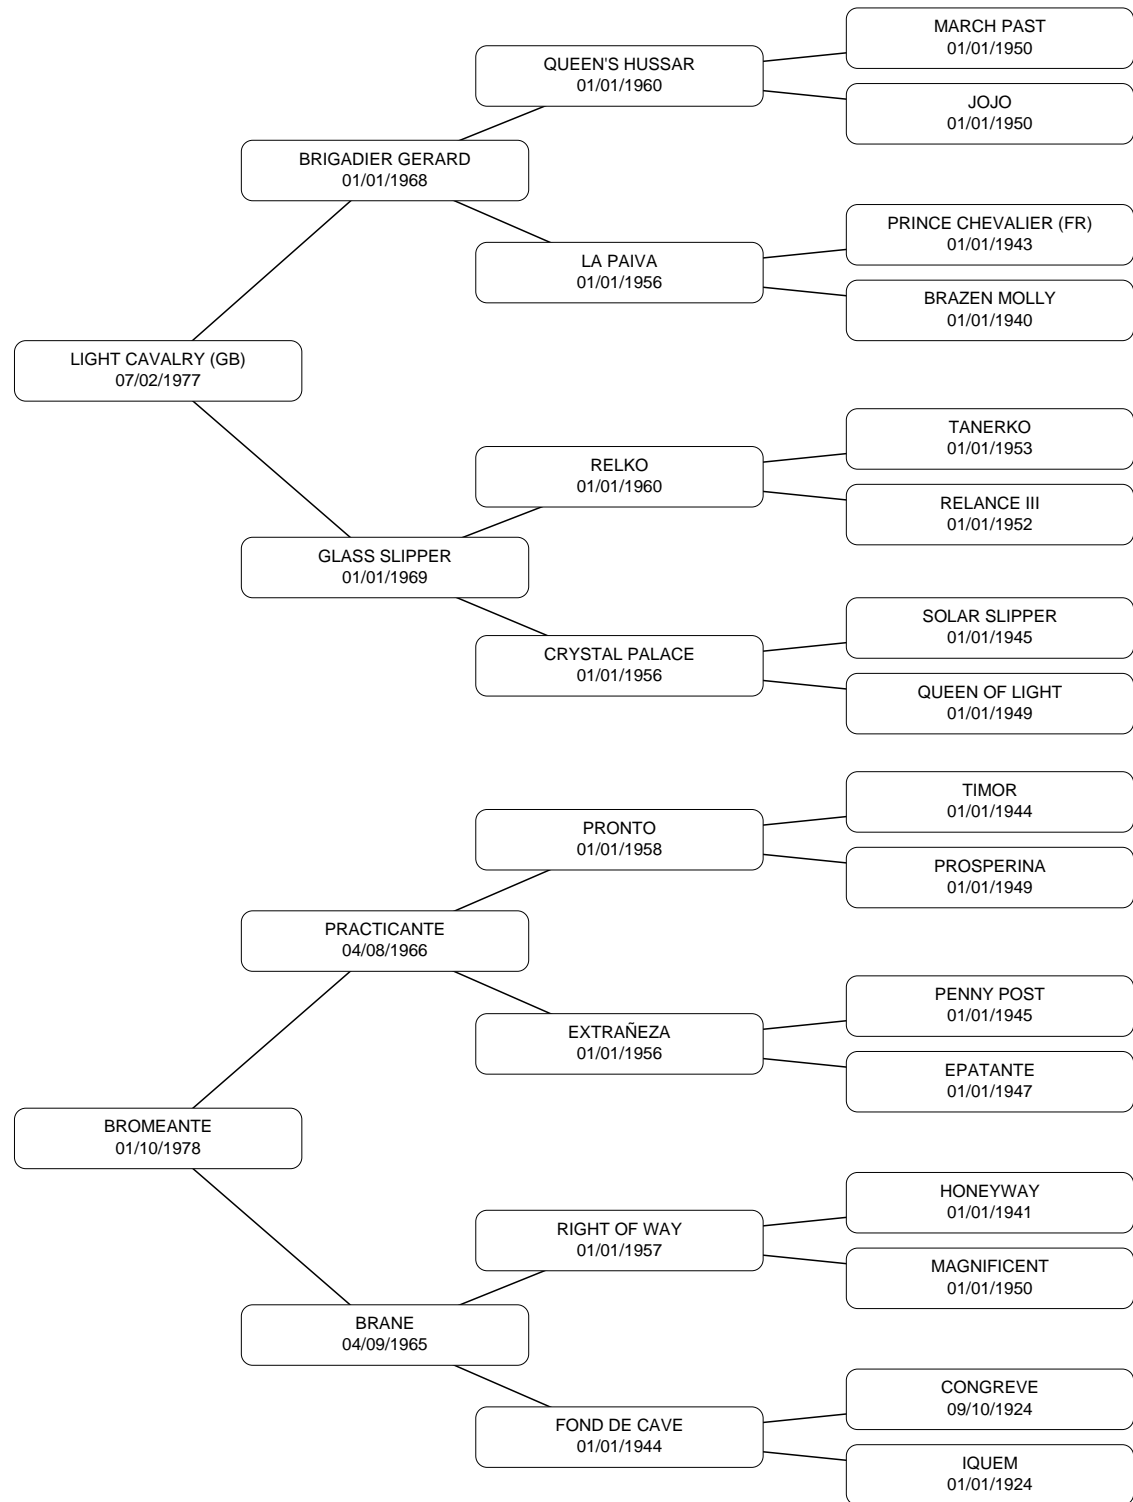 MARCH PAST
01/01/1950
QUEEN'S HUSSAR
01/01/1960
JOJO
01/01/1950
BRIGADIER GERARD
01/01/1968
PRINCE CHEVALIER (FR)
01/01/1943
LA PAIVA
01/01/1956
BRAZEN MOLLY
01/01/1940
LIGHT CAVALRY (GB)
07/02/1977
TANERKO
01/01/1953
RELKO
01/01/1960
RELANCE III
01/01/1952
GLASS SLIPPER
01/01/1969
SOLAR SLIPPER
01/01/1945
CRYSTAL PALACE
01/01/1956
QUEEN OF LIGHT
01/01/1949
TIMOR
01/01/1944
PRONTO
01/01/1958
PROSPERINA
01/01/1949
PRACTICANTE
04/08/1966
PENNY POST
01/01/1945
EXTRAÑEZA
01/01/1956
EPATANTE
01/01/1947
BROMEANTE
01/10/1978
HONEYWAY
01/01/1941
RIGHT OF WAY
01/01/1957
MAGNIFICENT
01/01/1950
BRANE
04/09/1965
CONGREVE
09/10/1924
FOND DE CAVE
01/01/1944
IQUEM
01/01/1924